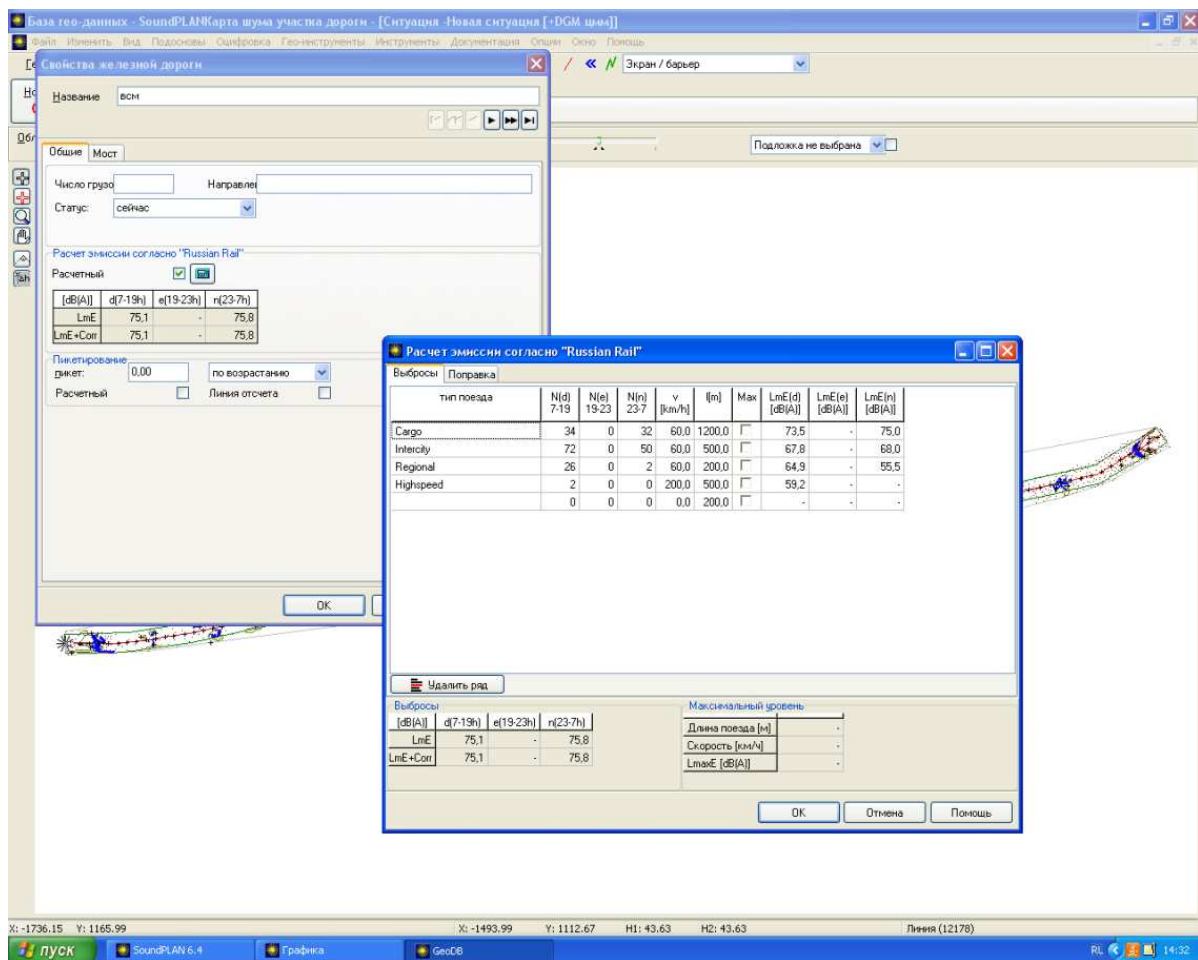 База гео-данных - SoundPLANКарта шума участка дороги - [Ситуация -Новая ситуация [+DGM цмм]]
Файл Изменить Вид Подосновы Оцифровка Гео-инструменты Инструменты Документация Опции Окно Помощь
Свойства железной дороги
Экран / барьер
Название всм
Подложка не выбрана
Общие Мост
Число грузо Направлен
Статус: сейчас
Расчет эмиссии согласно "Russian Rail"
Расчетный
[dB(A)] d(7-19h) e(19-23h) n(23-7h)
LmE 75,1 - 75,8
LmE+Corr 75,1 - 75,8
Пикетирование
пикет: 0,00 по возрастанию
Расчетный Линия отсчета
OK
Расчет эмиссии согласно "Russian Rail"
Выбросы Поправка
тип поезда N(d) 7-19 N(e) 19-23 N(n) 23-7 v [km/h] l[m] Max LmE(d) [dB(A)] LmE(e) [dB(A)] LmE(n) [dB(A)]
Cargo 34 0 32 60,0 1200,0 73,5 - 75,0
Intercity 72 0 50 60,0 500,0 67,8 - 68,0
Regional 26 0 2 60,0 200,0 64,9 - 55,5
Highspeed 2 0 0 200,0 500,0 59,2 - -
0 0 0 0,0 200,0 - - -
Удалить ряд
Выбросы
[dB(A)] d(7-19h) e(19-23h) n(23-7h)
LmE 75,1 - 75,8
LmE+Corr 75,1 - 75,8
Максимальный уровень
Длина поезда [м] -
Скорость [км/ч] -
LmaxE [dB(A)] -
OK Отмена Помощь
X: -1736.15 Y: 1165.99 X: -1493.99 Y: 1112.67 H1: 43.63 H2: 43.63 Линия (12178)
пуск SoundPLAN 6.4 Графика GeoDB RL 14:32